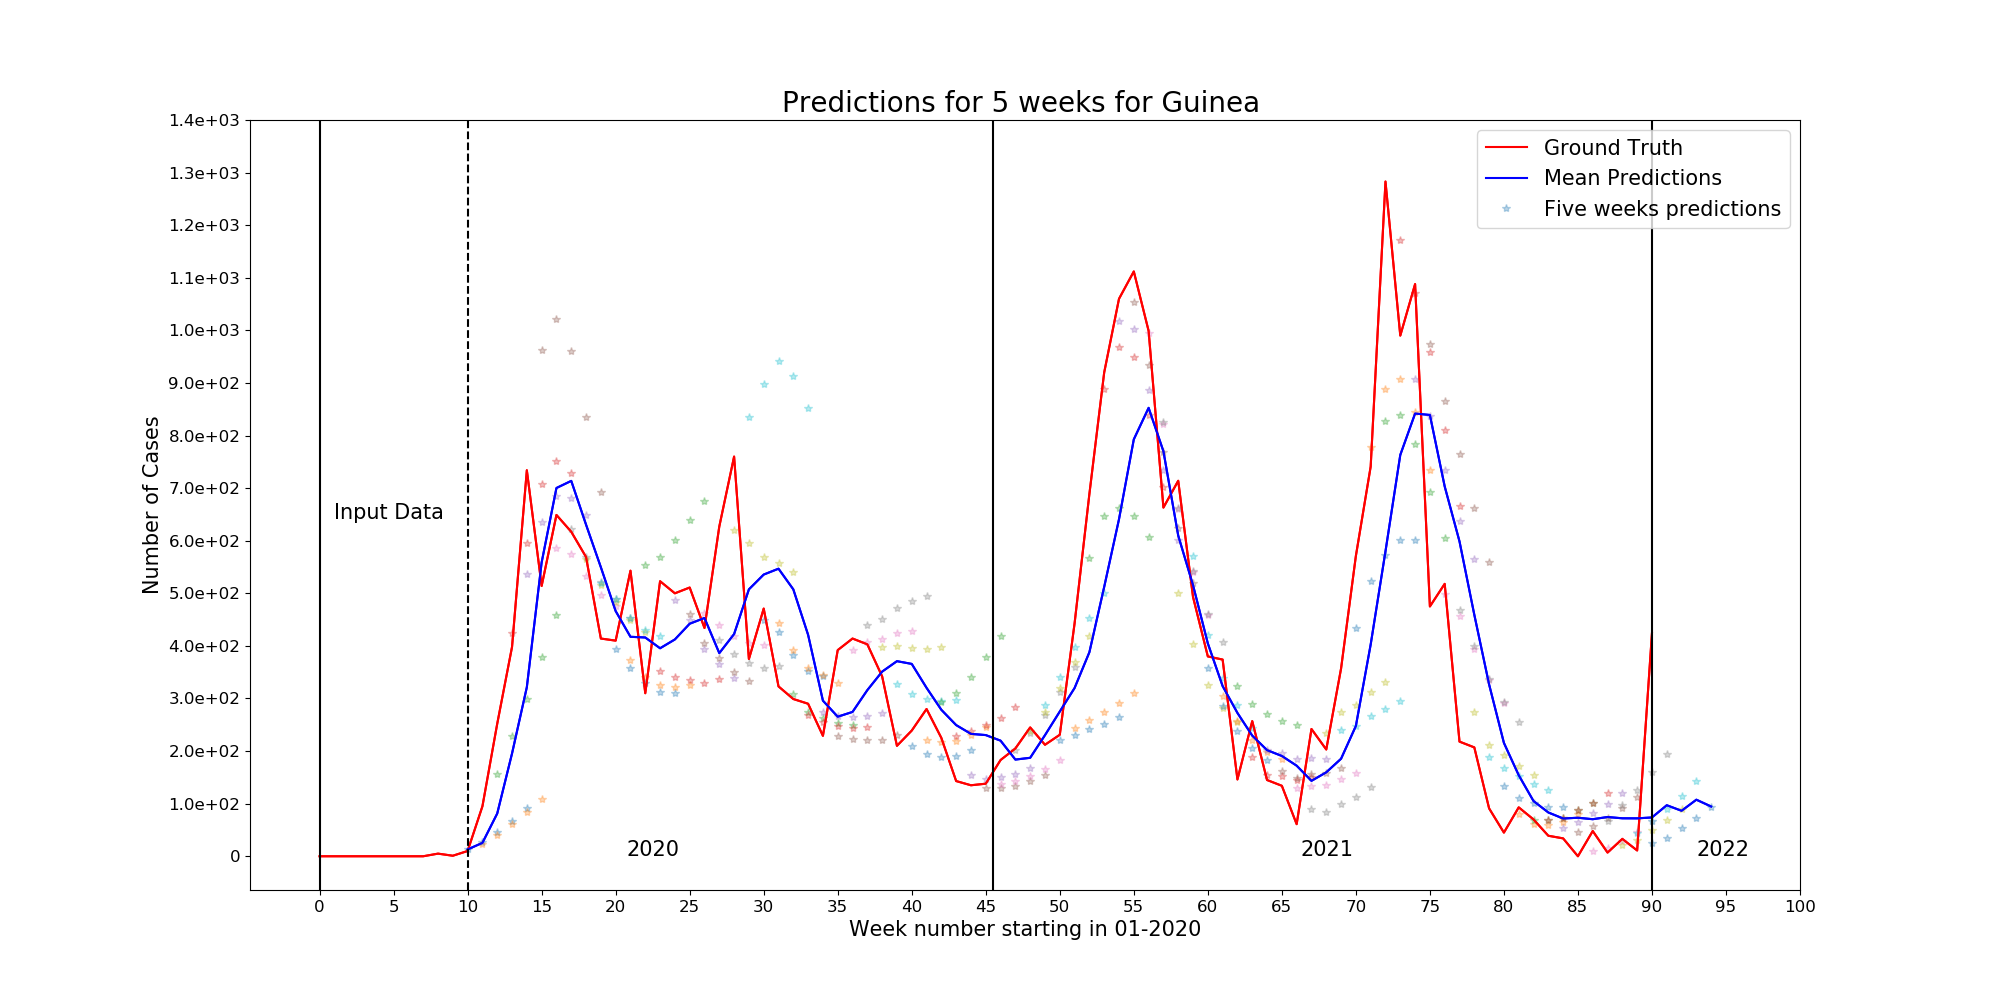 Predictions for 5 weeks for Guinea
1.4e+03
1.3e+03
1.2e+03
1.1e+03
1.0e+03
9.0e+02
8.0e+02
7.0e+02
6.0e+02
5.0e+02
4.0e+02
3.0e+02
2.0e+02
1.0e+02
0
Number of Cases
Ground Truth
Mean Predictions
Five weeks predictions
Input Data
2020
2021
2022
0 5 10 15 20 25 30 35 40 45 50 55 60 65 70 75 80 85 90 95 100
Week number starting in 01-2020